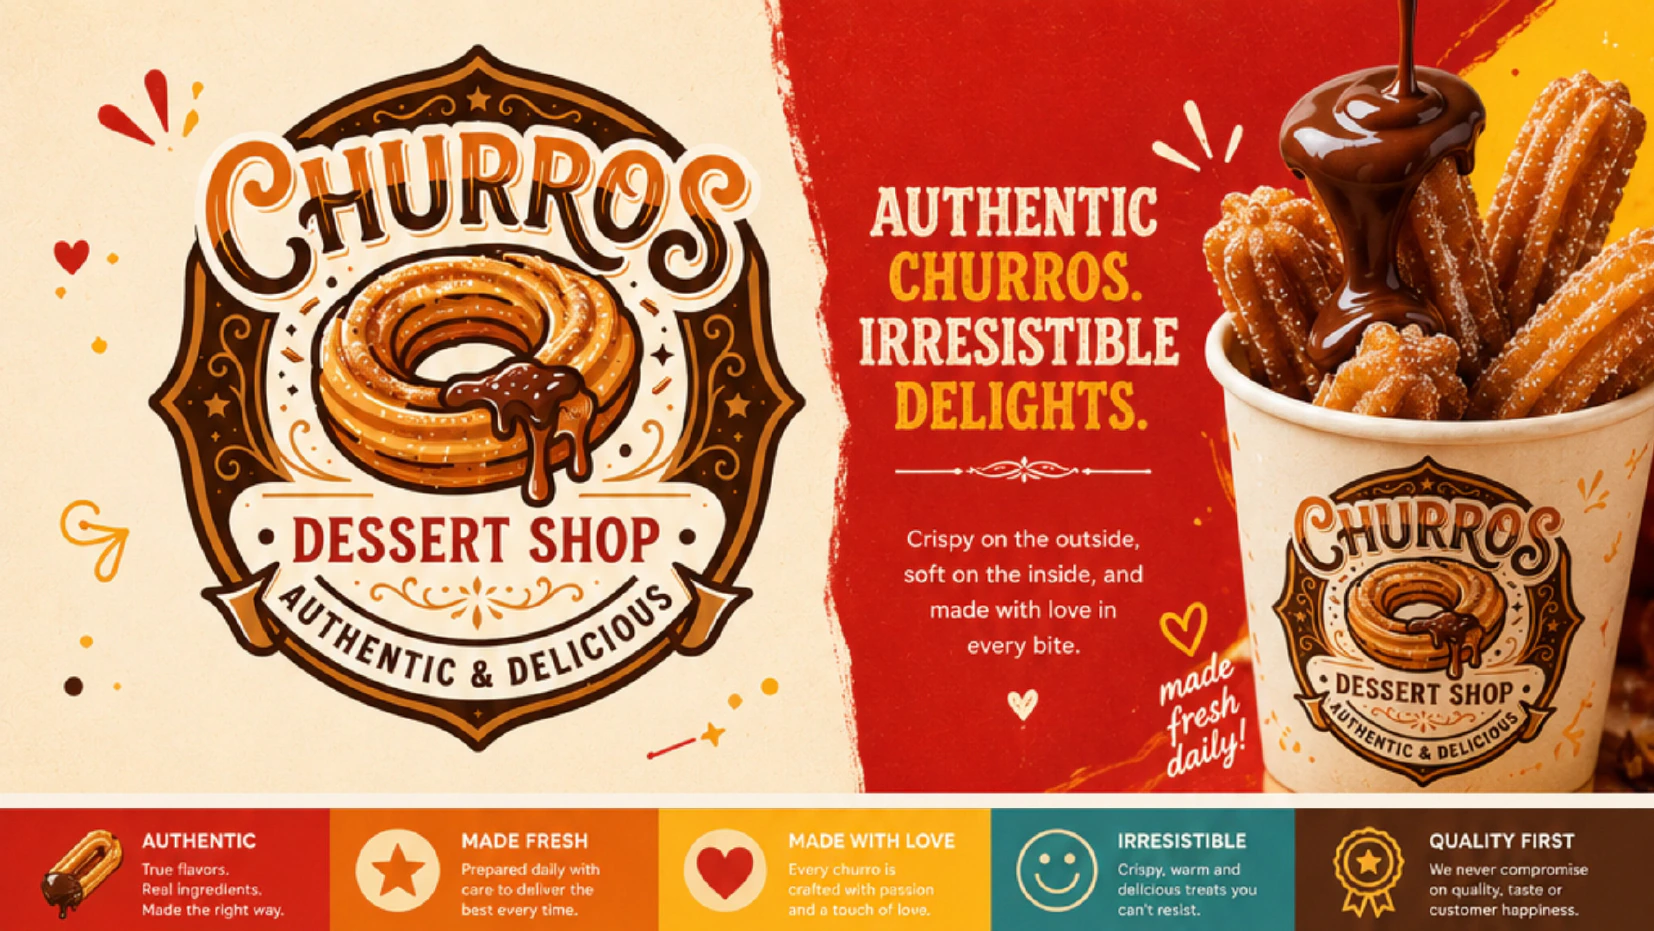 CHURROS
DESSERT SHOP
AUTHENTIC & DELICIOUS
AUTHENTIC
CHURROS.
IRRESISTIBLE
DELIGHTS.
Crispy on the outside,
soft on the inside, and
made with love in
every bite.
made
fresh
daily!
CHURROS
DESSERT SHOP
AUTHENTIC & DELICIOUS
AUTHENTIC
True flavors.
Real ingredients.
Made the right way.
MADE FRESH
Prepared daily with
care to deliver the
best every time.
MADE WITH LOVE
Every churro is
crafted with passion
and a touch of love.
IRRESISTIBLE
Crispy, warm and
delicious treats you
can't resist.
QUALITY FIRST
We never compromise
on quality, taste or
customer happiness.